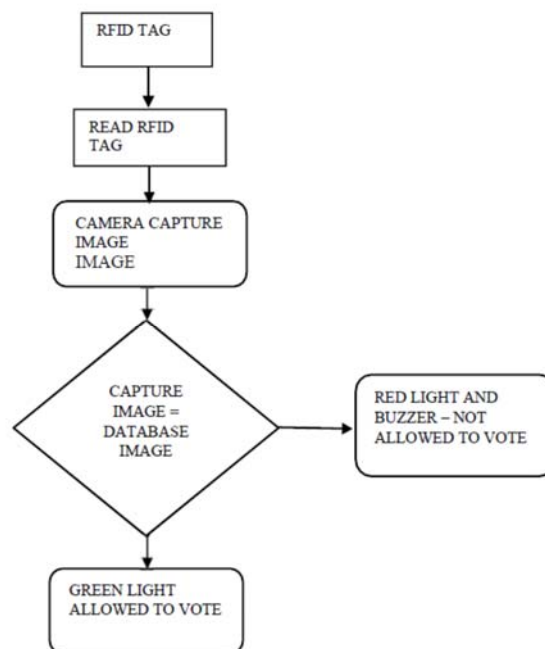 RFID TAG
READ RFID
TAG
CAMERA CAPTURE
IMAGE
IMAGE
CAPTURE
IMAGE =
DATABASE
IMAGE
RED LIGHT AND
BUZZER – NOT
ALLOWED TO VOTE
GREEN LIGHT
ALLOWED TO VOTE